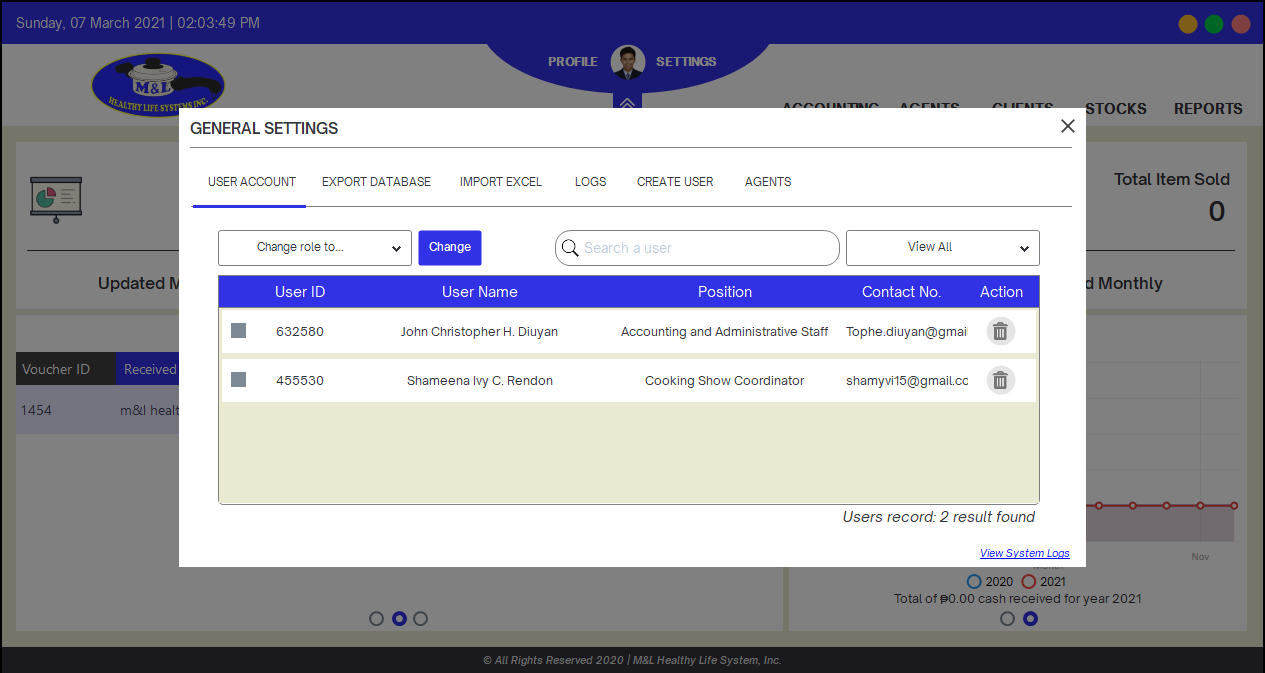 Sunday, 07 March 2021 | 02:03:49 PM
PROFILE SETTINGS
M&L
HEALTHY LIFE SYSTEMS INC.
ACCOUNTING AGENTS CLIENTS STOCKS REPORTS
GENERAL SETTINGS
USER ACCOUNT EXPORT DATABASE IMPORT EXCEL LOGS CREATE USER AGENTS
Total Item Sold
0
Change role to... Change Search a user View All
Updated M
d Monthly
User ID User Name Position Contact No. Action
632580 John Christopher H. Diuyan Accounting and Administrative Staff Tophe.diuyan@gmai
455530 Shameena Ivy C. Rendon Cooking Show Coordinator shamyvi15@gmail.cc
Voucher ID Received
1454 m&l healt
Users record: 2 result found
View System Logs
Nov
2020 2021
Total of ₱0.00 cash received for year 2021
© All Rights Reserved 2020 | M&L Healthy Life System, Inc.